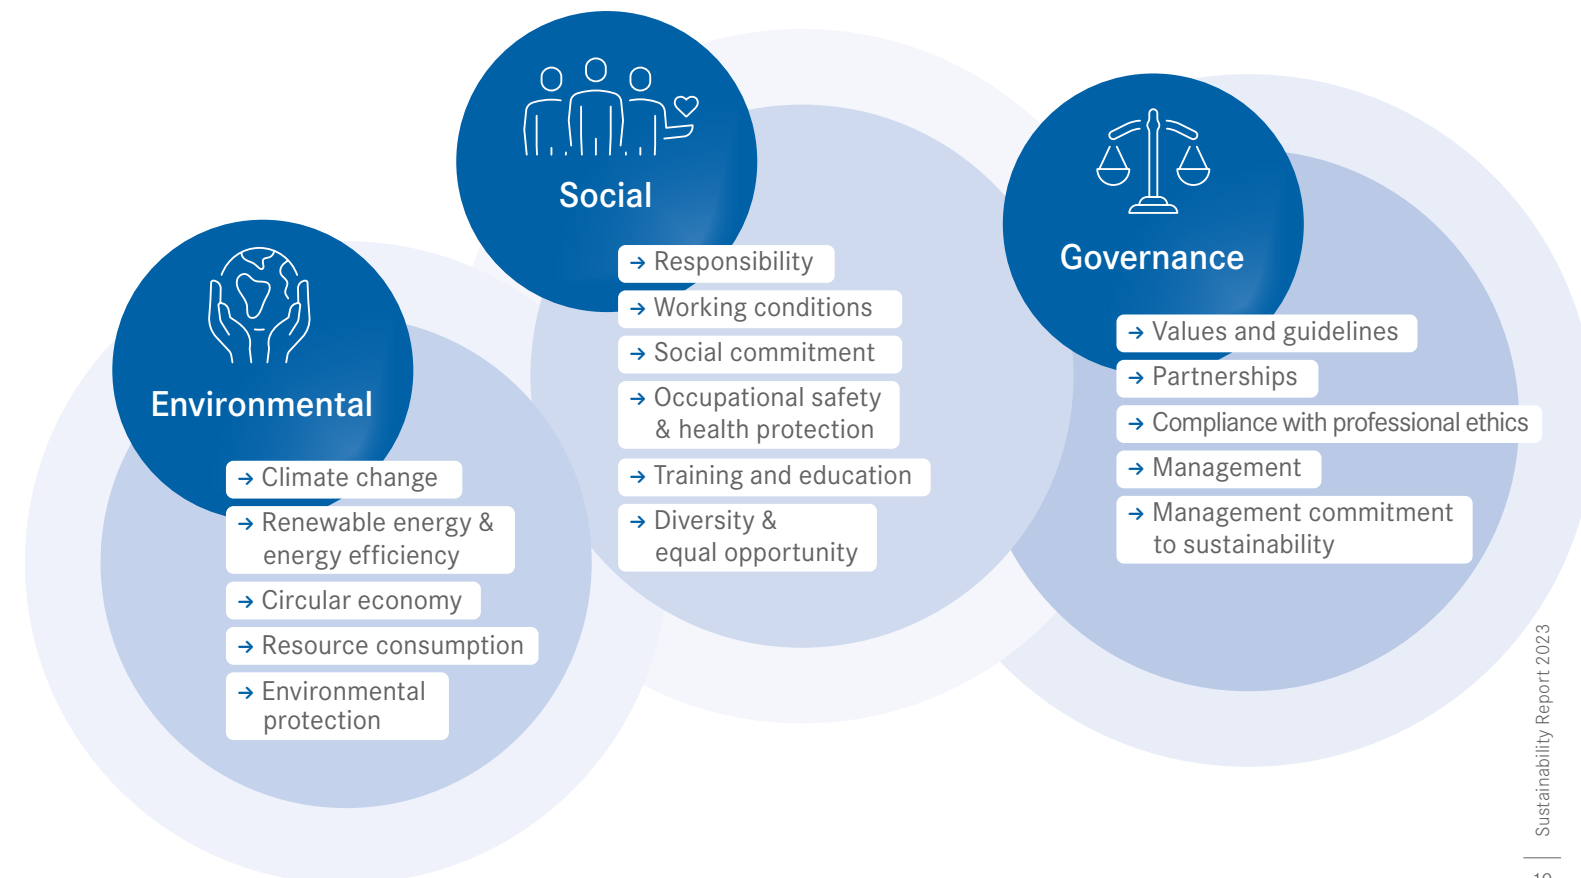 Social
→ Responsibility
→ Working conditions
→ Social commitment
→ Occupational safety
& health protection
→ Training and education
→ Diversity &
equal opportunity
Governance
→ Values and guidelines
→ Partnerships
→ Compliance with professional ethics
→ Management
→ Management commitment
to sustainability
Environmental
→ Climate change
→ Renewable energy &
energy efficiency
→ Circular economy
→ Resource consumption
→ Environmental
protection
Sustainability Report 2023